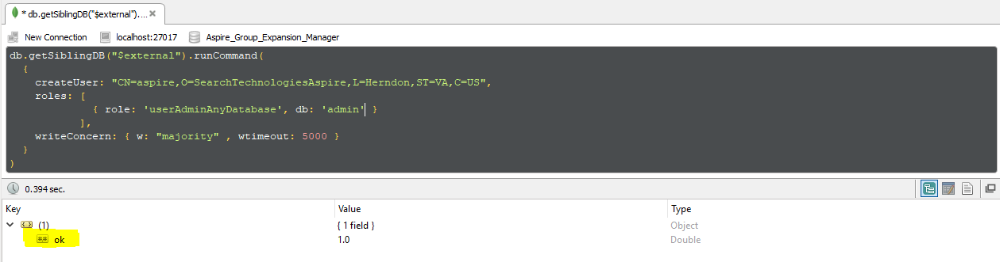 * db.getSiblingDB("$external")....
New Connection localhost:27017 Aspire_Group_Expansion_Manager
db.getSiblingDB("$external").runCommand(
{
createUser: "CN=aspire,O=SearchTechnologiesAspire,L=Herndon,ST=VA,C=US",
roles: [
{ role: 'userAdminAnyDatabase', db: 'admin' }
],
writeConcern: { w: "majority" , wtimeout: 5000 }
}
)
0.394 sec.
Key Value Type
(1) { 1 field } Object
ok 1.0 Double